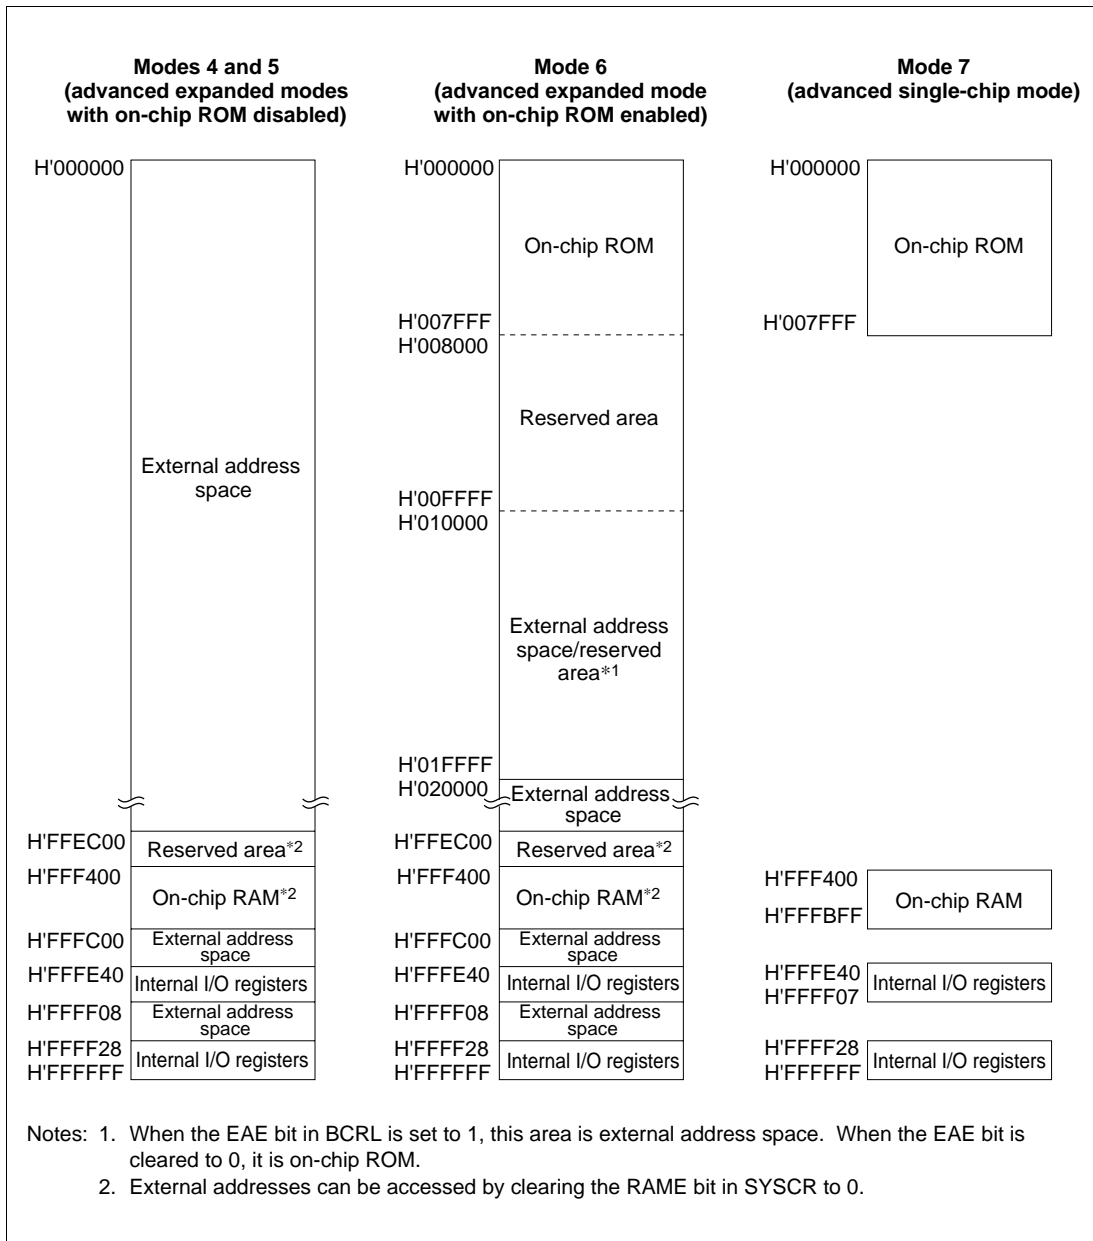 Modes 4 and 5
(advanced expanded modes
with on-chip ROM disabled)
H'000000
External address
space
H'FFEC00
Reserved area*2
H'FFF400
On-chip RAM*2
H'FFFC00
External address
space
H'FFFE40
Internal I/O registers
H'FFFF08
External address
space
H'FFFF28
Internal I/O registers
H'FFFFFF
Mode 6
(advanced expanded mode
with on-chip ROM enabled)
H'000000
On-chip ROM
H'007FFF
H'008000
Reserved area
H'00FFFF
H'010000
External address
space/reserved
area*1
H'01FFFF
H'020000
External address
space
H'FFEC00
Reserved area*2
H'FFF400
On-chip RAM*2
H'FFFC00
External address
space
H'FFFE40
Internal I/O registers
H'FFFF08
External address
space
H'FFFF28
Internal I/O registers
H'FFFFFF
Mode 7
(advanced single-chip mode)
H'000000
On-chip ROM
H'007FFF
H'FFF400
On-chip RAM
H'FFFBFF
H'FFFE40
Internal I/O registers
H'FFFF07
H'FFFF28
Internal I/O registers
H'FFFFFF
Notes: 1. When the EAE bit in BCRL is set to 1, this area is external address space. When the EAE bit is
cleared to 0, it is on-chip ROM.
2. External addresses can be accessed by clearing the RAME bit in SYSCR to 0.